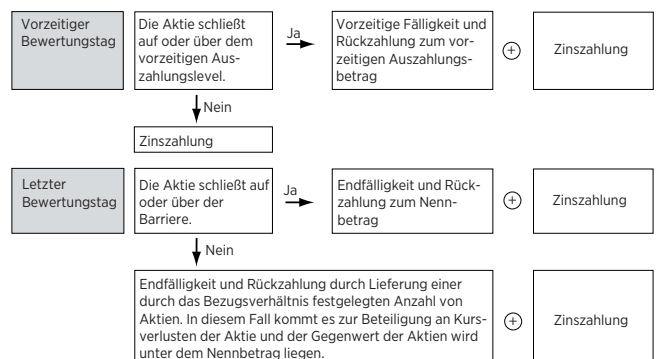 Vorzeitiger
Bewertungstag
Die Aktie schließt
auf oder über dem
vorzeitigen Aus-
zahlungslevel.
Ja
Vorzeitige Fälligkeit und
Rückzahlung zum vor-
zeitigen Auszahlungs-
betrag
+
Zinszahlung
Nein
Zinszahlung
Letzter
Bewertungstag
Die Aktie schließt auf
oder über der
Barriere.
Ja
Endfälligkeit und Rück-
zahlung zum Nenn-
betrag
+
Zinszahlung
Nein
Endfälligkeit und Rückzahlung durch Lieferung einer
durch das Bezugsverhältnis festgelegten Anzahl von
Aktien. In diesem Fall kommt es zur Beteiligung an Kurs-
verlusten der Aktie und der Gegenwert der Aktien wird
unter dem Nennbetrag liegen.
+
Zinszahlung